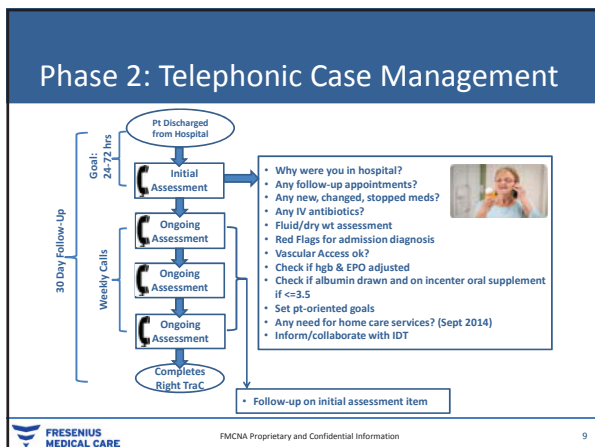 Phase 2: Telephonic Case Management
30 Day Follow-Up
Goal:
24-72 hrs
Pt Discharged
from Hospital
Initial
Assessment
• Why were you in hospital?
• Any follow-up appointments?
• Any new, changed, stopped meds?
• Any IV antibiotics?
• Fluid/dry wt assessment
• Red Flags for admission diagnosis
• Vascular Access ok?
• Check if hgb & EPO adjusted
• Check if albumin drawn and on incenter oral supplement
if <=3.5
• Set pt-oriented goals
• Any need for home care services? (Sept 2014)
• Inform/collaborate with IDT
Weekly Calls
Ongoing
Assessment
Ongoing
Assessment
Ongoing
Assessment
Completes
Right TraC
• Follow-up on initial assessment item
FRESENIUS
MEDICAL CARE
FMCNA Proprietary and Confidential Information
9